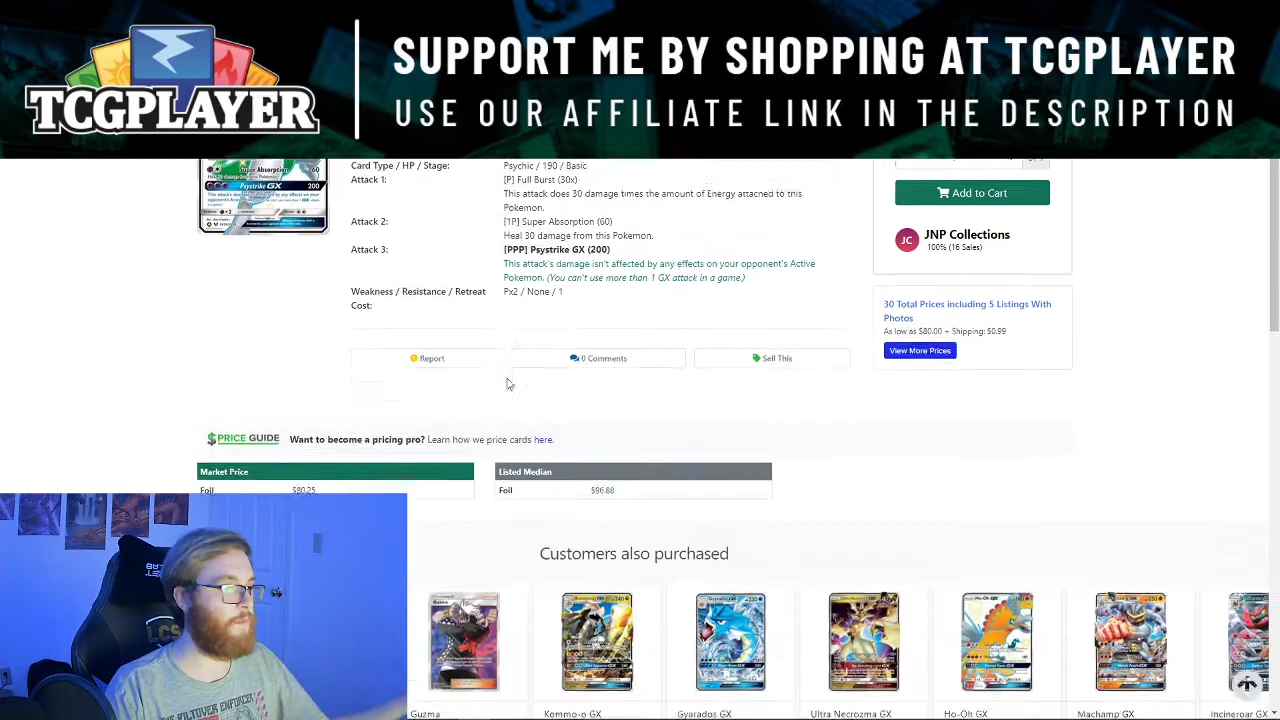 TCGPLAYER
SUPPORT ME BY SHOPPING AT TCGPLAYER
USE OUR AFFILIATE LINK IN THE DESCRIPTION
Super Absorption 60
Psystrike GX 200
Card Type / HP / Stage: Psychic / 190 / Basic
Attack 1: [P] Full Burst (30x)
This attack does 30 damage times the amount of attached to this
Pokemon.
Attack 2: [1P] Super Absorption (60)
Heal 30 damage from this Pokemon.
Attack 3: [PPP] Psystrike GX (200)
This attack's damage isn't affected by any effects on your opponent's Active
Pokemon. (You can't use more than 1 GX attack in a game.)
Weakness / Resistance / Retreat Px2 / None / 1
Cost:
Report
0 Comments
Sell This
Add to Cart
JC
JNP Collections
100% (16 Sales)
30 Total Prices including 5 Listings With
Photos
As low as $80.00 + Shipping: $0.99
View More Prices
PRICE GUIDE Want to become a pricing pro? Learn how we price cards here.
Market Price
Foil $80.25
Listed Median
Foil $96.88
Customers also purchased
Guzma
Kommo-o GX
Gyarados GX
Ultra Necrozma GX
Ho-Oh GX
Machamp GX
Incineroar GX